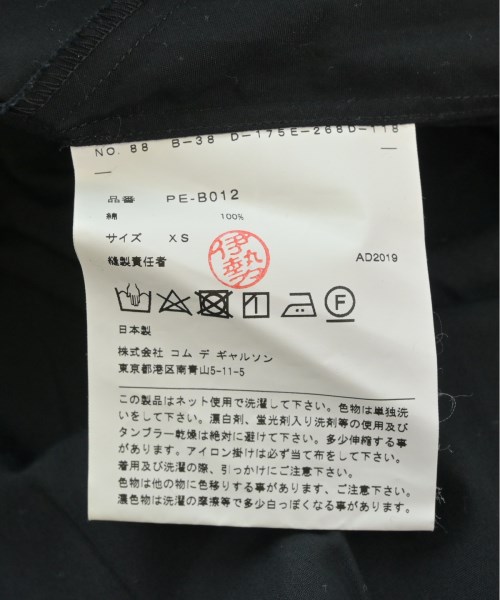 NO. 88 B-38 D-175E-268D-118
品番 PE-B012
綿 100%
サイズ XS
縫製責任者
AD2019
F
日本製
株式会社 コム デ ギャルソン
東京都港区南青山5-11-5
この製品はネット使用で洗濯して下さい。色物は単独洗
いをして下さい。漂白剤、蛍光剤入り洗剤等の使用及び
タンブラー乾燥は絶対に避けて下さい。多少伸縮する事
があります。アイロン掛けは必ず当て布をして下さい。
着用及び洗濯の際、引っかけにご注意下さい。
色物は他の物に色移りする事があります、ご注意下さい。
濃色物は洗濯の摩擦等で多少白っぽくなる事があります。